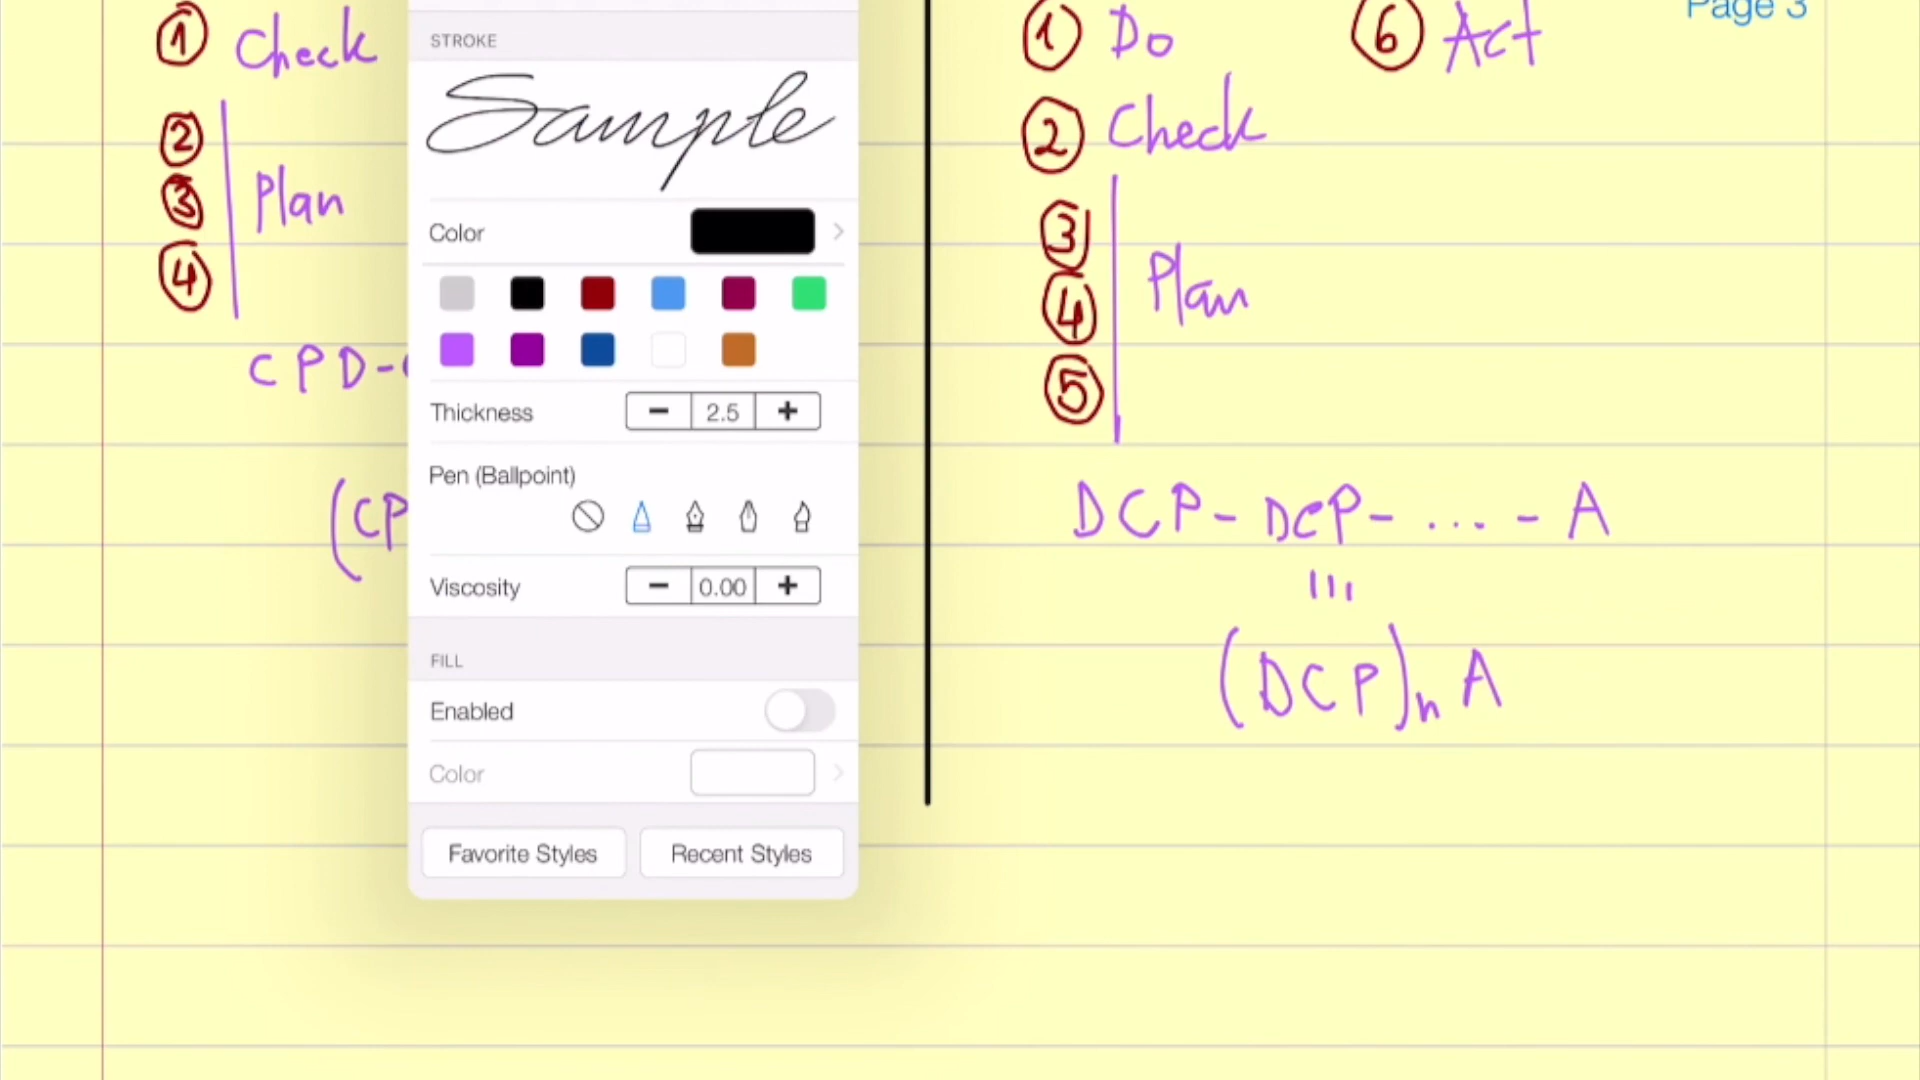 ① Check
②
③ Plan
④
CPD-
(CP
STROKE
Sample
Color
Thickness
− 2.5 +
Pen (Ballpoint)
Viscosity
− 0.00 +
FILL
Enabled
Color
Favorite Styles Recent Styles
Page 3
① Do ⑥ Act
② Check
③
④ Plan
⑤
DCP- DCP- ... - A
(DCP)n A